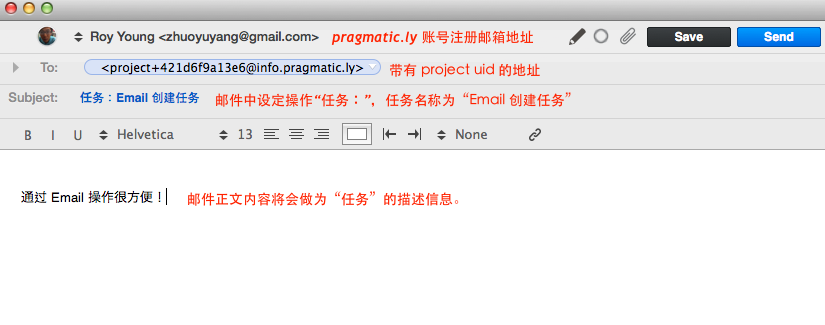 Roy Young <zhuoyuyang@gmail.com> pragmatic.ly 账号注册邮箱地址 Save Send
To: <project+421d6f9a13e6@info.pragmatic.ly> 带有 project uid 的地址
Subject: 任务：Email 创建任务 邮件中设定操作“任务：”，任务名称为“Email 创建任务”
B I U Helvetica 13 None
通过 Email 操作很方便！ 邮件正文内容将会做为“任务”的描述信息。